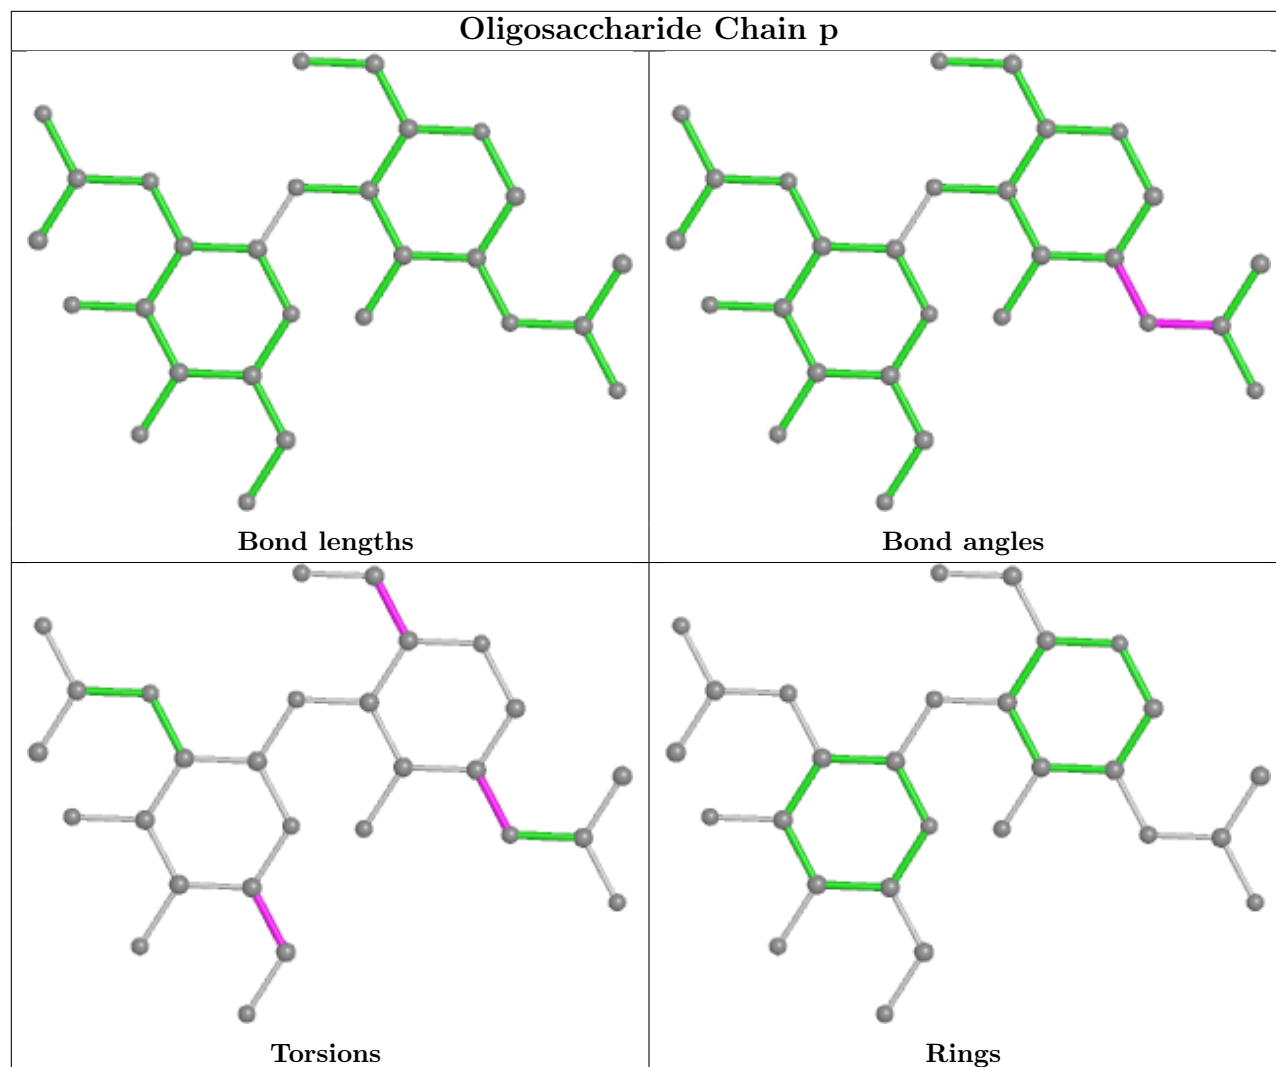 Oligosaccharide Chain p
Bond lengths
Bond angles
Torsions
Rings